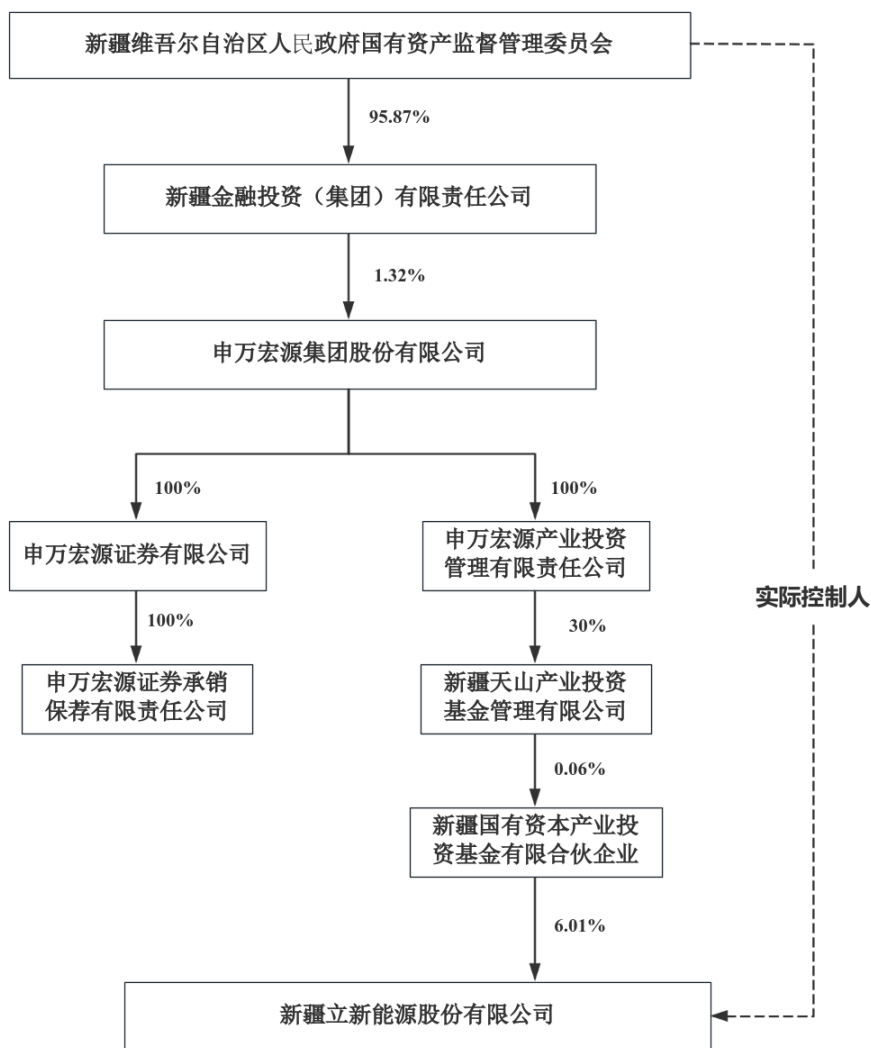 新疆维吾尔自治区人民政府国有资产监督管理委员会
95.87%
新疆金融投资（集团）有限责任公司
1.32%
申万宏源集团股份有限公司
100%
100%
申万宏源证券有限公司
申万宏源产业投资
管理有限责任公司
实际控制人
100%
30%
申万宏源证券承销
保荐有限责任公司
新疆天山产业投资
基金管理有限公司
0.06%
新疆国有资本产业投
资基金有限合伙企业
6.01%
新疆立新能源股份有限公司